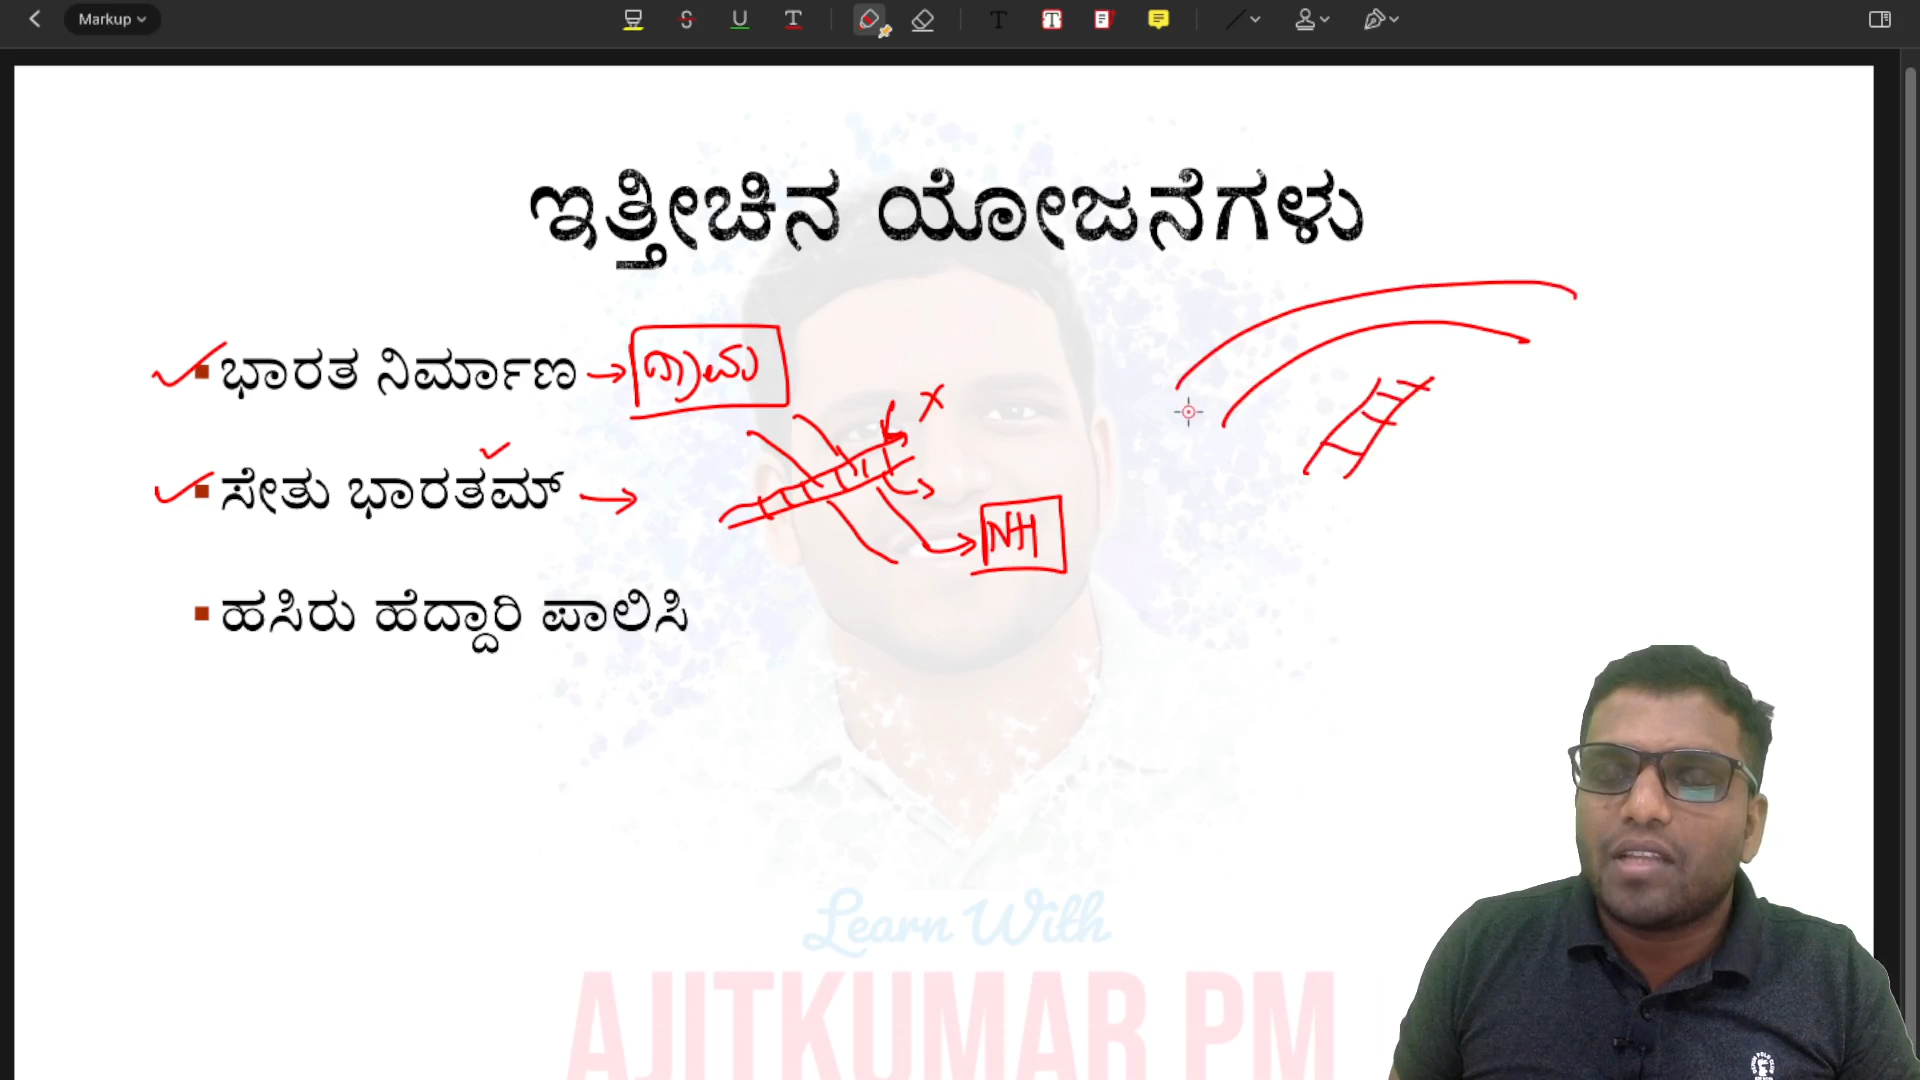 Markup
ಇತ್ತೀಚಿನ ಯೋಜನೆಗಳು
ಭಾರತ ನಿರ್ಮಾಣ → ಗ್ರಾಮ
X
ಸೇತು ಭಾರತಮ್ →
NH
ಹಸಿರು ಹೆದ್ದಾರಿ ಪಾಲಿಸಿ
Learn With
AJITKUMAR PM